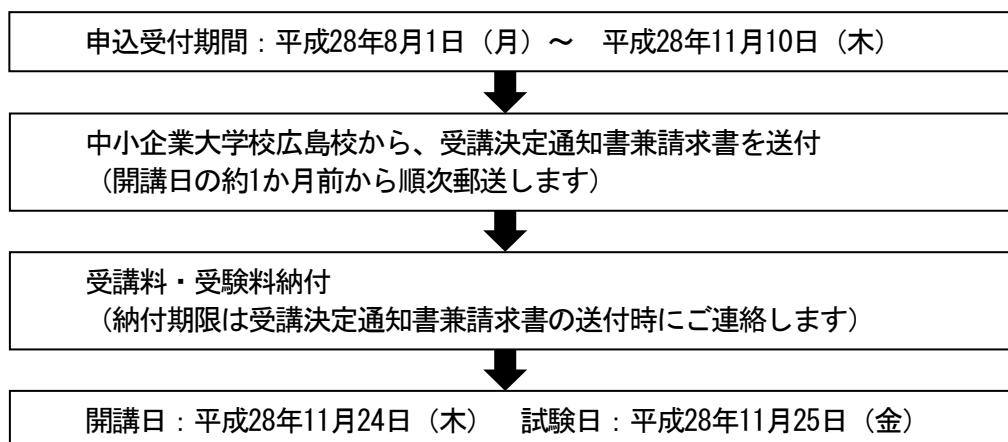 申込受付期間：平成28年8月1日（月）～　平成28年11月10日（木）
中小企業大学校広島校から、受講決定通知書兼請求書を送付
（開講日の約1か月前から順次郵送します）
受講料・受験料納付
（納付期限は受講決定通知書兼請求書の送付時にご連絡します）
開講日：平成28年11月24日（木）　試験日：平成28年11月25日（金）